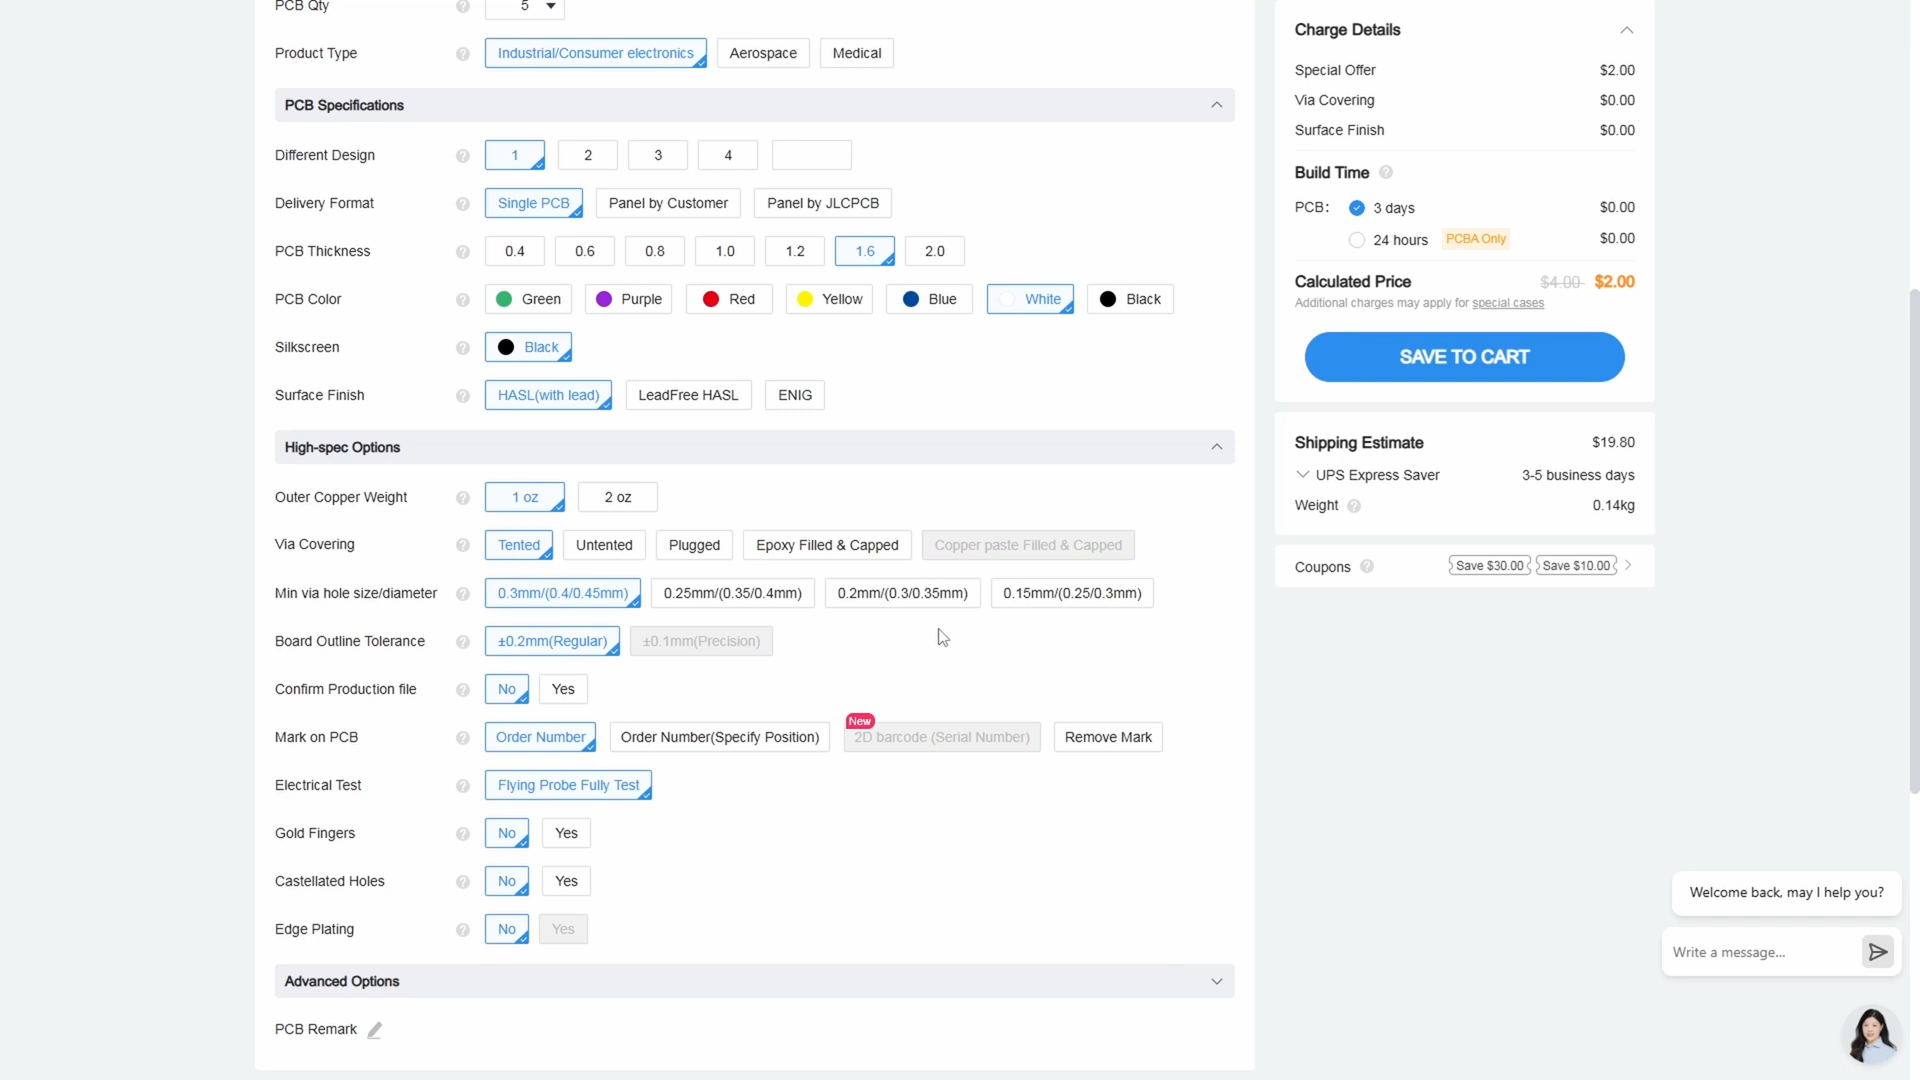 PCB Qty 5
Product Type Industrial/Consumer electronics Aerospace Medical
PCB Specifications
Different Design 1 2 3 4
Delivery Format Single PCB Panel by Customer Panel by JLCPCB
PCB Thickness 0.4 0.6 0.8 1.0 1.2 1.6 2.0
PCB Color Green Purple Red Yellow Blue White Black
Silkscreen Black
Surface Finish HASL(with lead) LeadFree HASL ENIG
High-spec Options
Outer Copper Weight 1 oz 2 oz
Via Covering Tented Untented Plugged Epoxy Filled & Capped Copper paste Filled & Capped
Min via hole size/diameter 0.3mm/(0.4/0.45mm) 0.25mm/(0.35/0.4mm) 0.2mm/(0.3/0.35mm) 0.15mm/(0.25/0.3mm)
Board Outline Tolerance ±0.2mm(Regular) ±0.1mm(Precision)
Confirm Production file No Yes
New
Mark on PCB Order Number Order Number(Specify Position) 2D barcode (Serial Number) Remove Mark
Electrical Test Flying Probe Fully Test
Gold Fingers No Yes
Castellated Holes No Yes
Edge Plating No Yes
Advanced Options
PCB Remark
Charge Details
Special Offer $2.00
Via Covering $0.00
Surface Finish $0.00
Build Time
PCB: 3 days $0.00
24 hours PCBA Only $0.00
Calculated Price $4.00 $2.00
Additional charges may apply for special cases
SAVE TO CART
Shipping Estimate $19.80
UPS Express Saver 3-5 business days
Weight 0.14kg
Coupons Save $30.00 Save $10.00
Welcome back, may I help you?
Write a message...